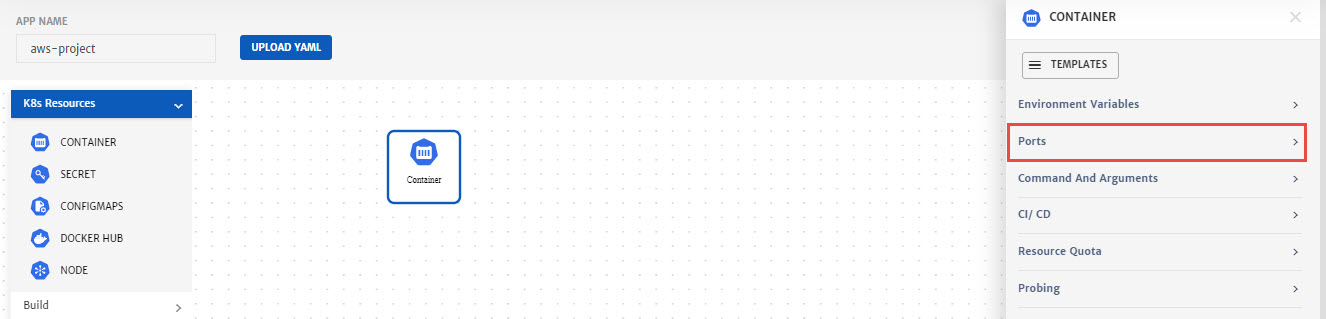 APP NAME
aws-project
UPLOAD YAML
K8s Resources
CONTAINER
SECRET
CONFIGMAPS
DOCKER HUB
NODE
Build
Container
CONTAINER
TEMPLATES
Environment Variables
Ports
Command And Arguments
CI/ CD
Resource Quota
Probing